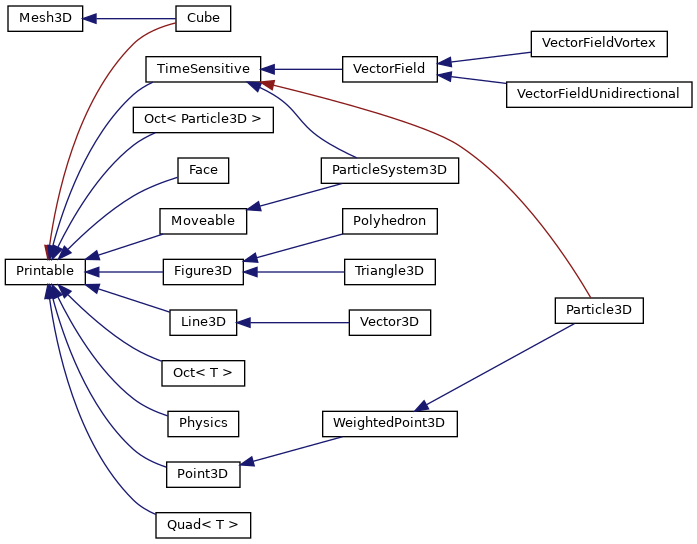 Mesh3D
Cube
VectorFieldVortex
TimeSensitive
VectorField
VectorFieldUnidirectional
Oct< Particle3D >
Face
ParticleSystem3D
Moveable
Polyhedron
Printable
Figure3D
Triangle3D
Particle3D
Line3D
Vector3D
Oct< T >
Physics
WeightedPoint3D
Point3D
Quad< T >